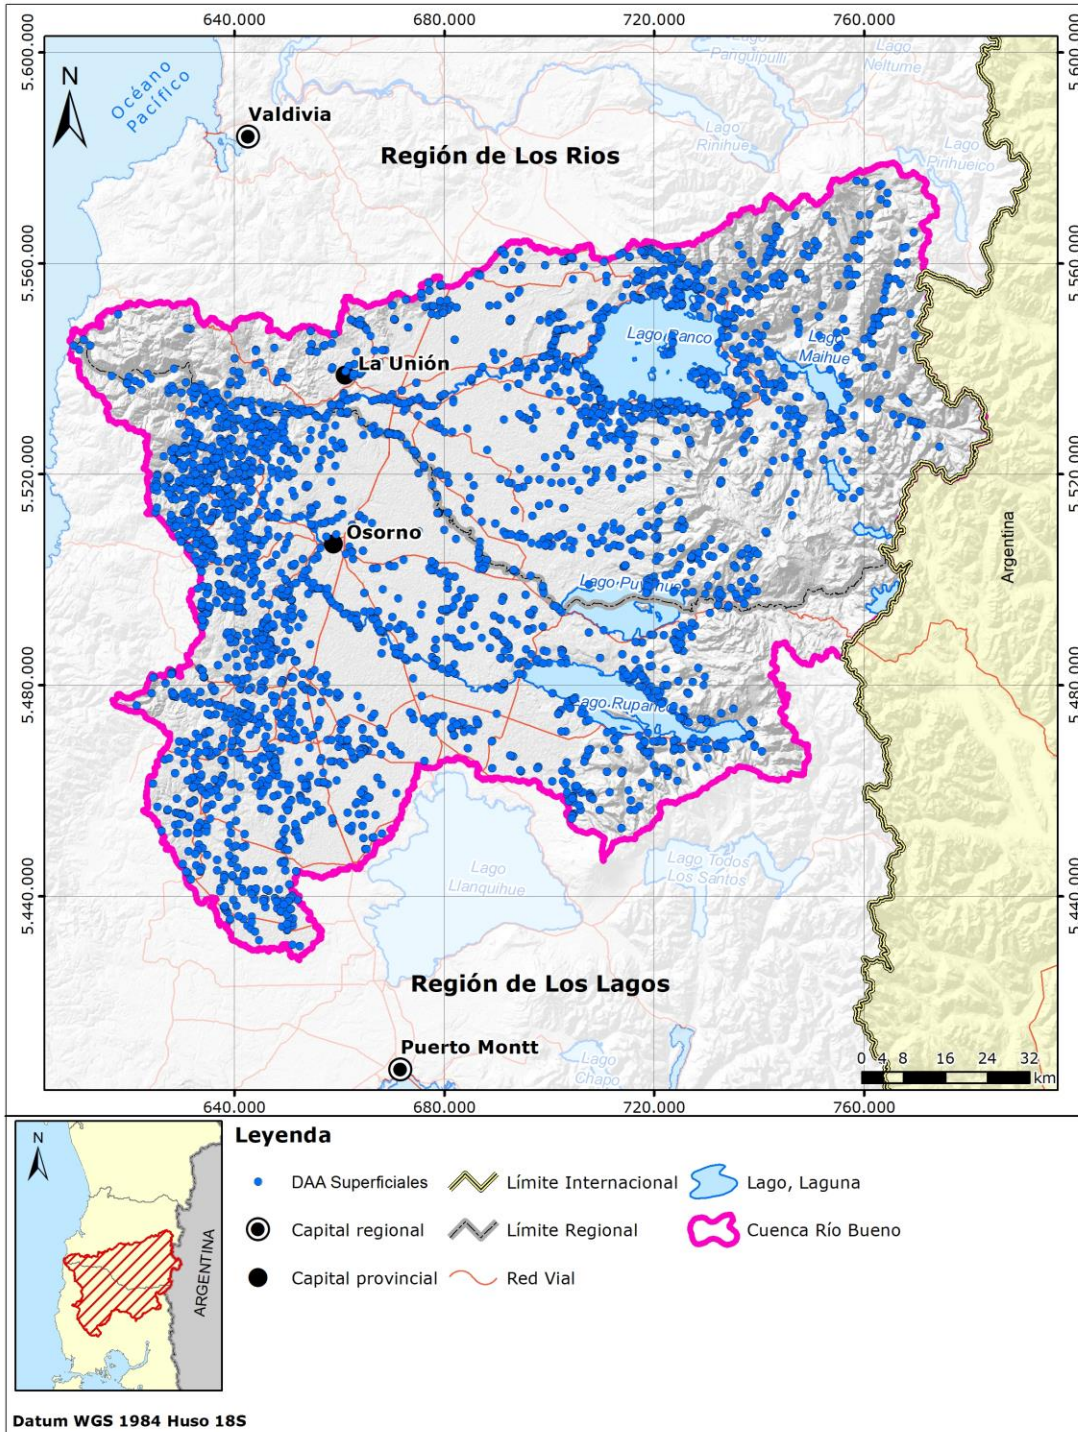 640.000
680.000
720.000
760.000
5.600.000
5.600.000
N
Océano
Pacífico
Lago
Panguipulli
Lago
Neltume
Valdivia
Lago
Riñihue
Región de Los Rios
Lago
Pirihueico
5.560.000
5.560.000
Lago Ranco
Lago
Maihue
La Unión
5.520.000
5.520.000
Osorno
Argentina
Lago Puyehue
5.480.000
5.480.000
Lago Rupanco
Lago
Llanquihue
Lago Todos
Los Santos
5.440.000
5.440.000
Región de Los Lagos
Puerto Montt
Lago
Chapo
0 4 8 16 24 32
km
640.000
680.000
720.000
760.000
N
ARGENTINA
Leyenda
DAA Superficiales
Límite Internacional
Lago, Laguna
Capital regional
Límite Regional
Cuenca Río Bueno
Capital provincial
Red Vial
Datum WGS 1984 Huso 18S